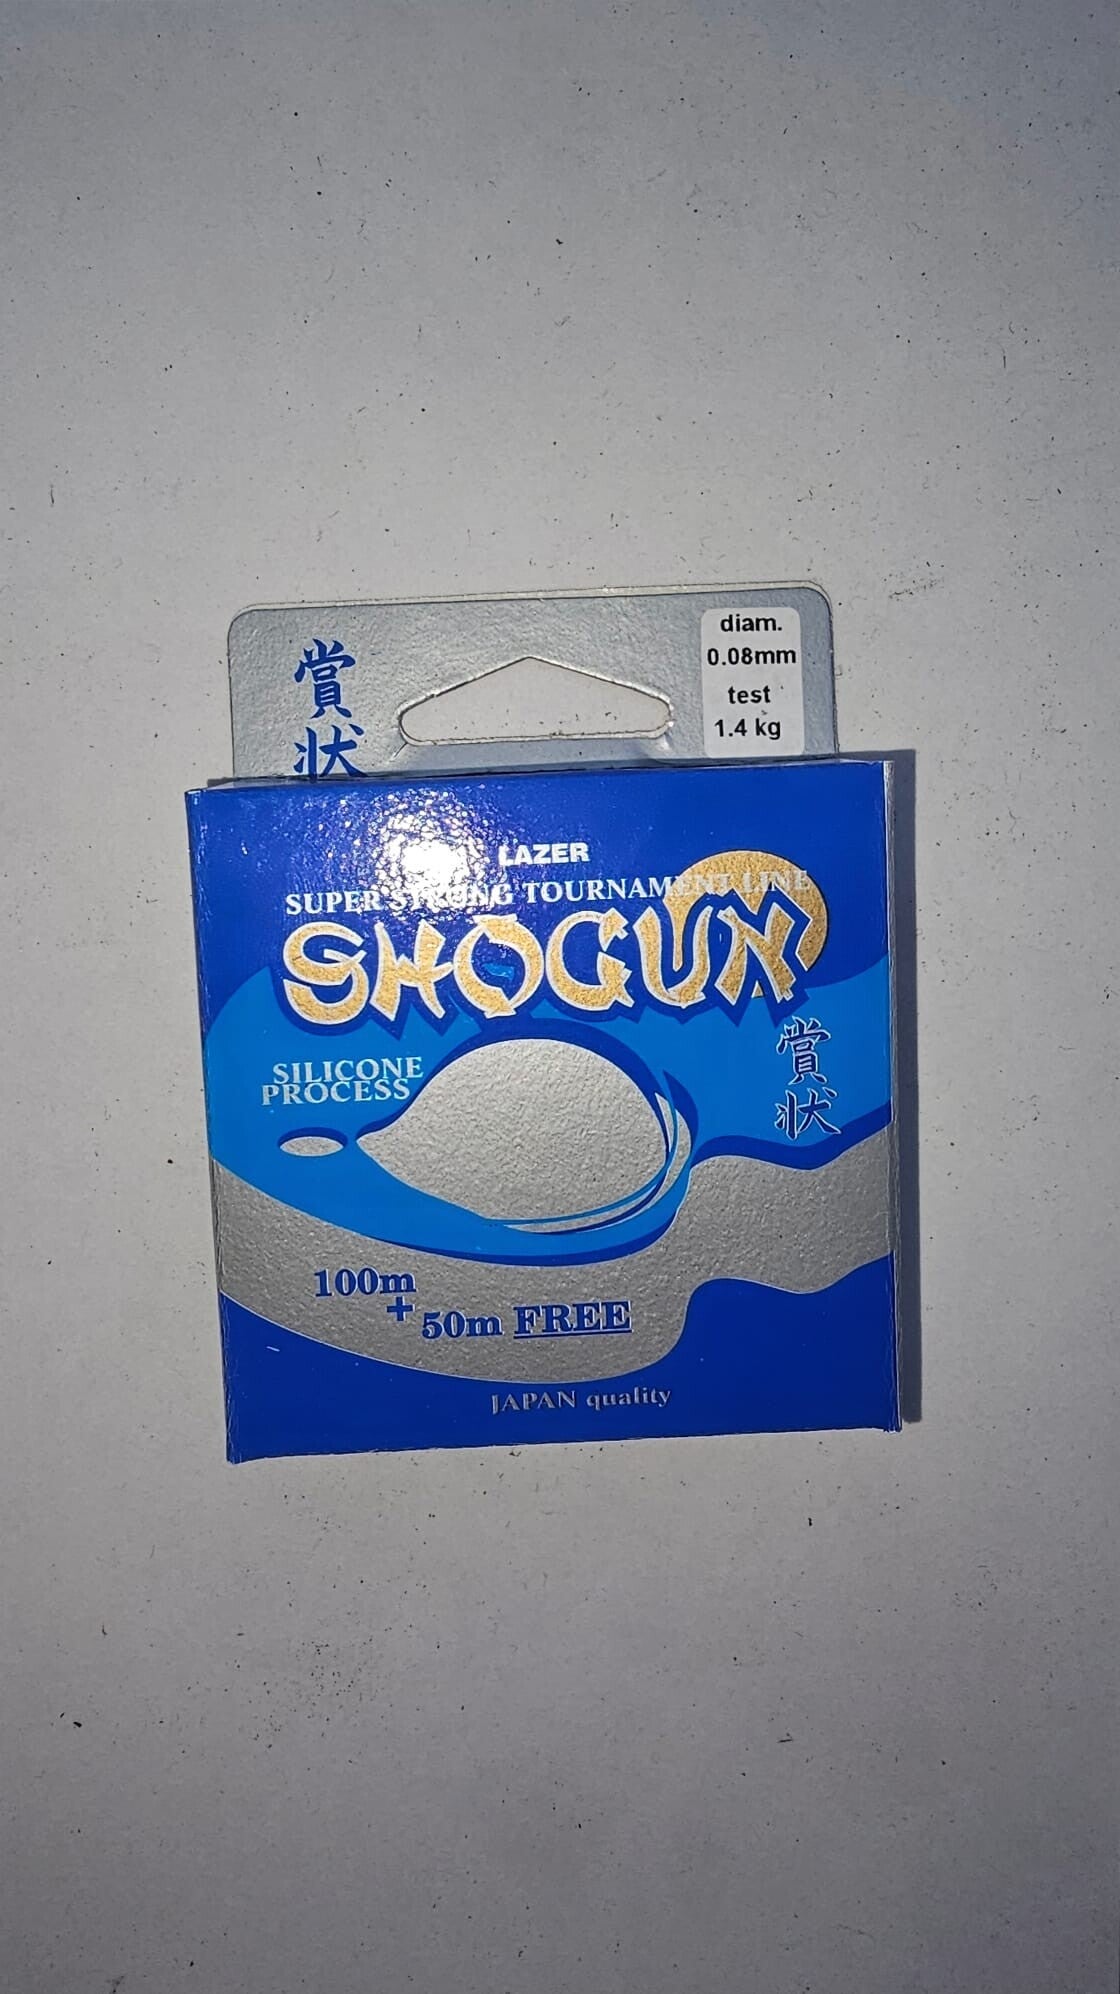 賞状
diam.
0.08mm
test
1.4 kg
LAZER
SUPER STRONG TOURNAMENT LINE
SHOGUN
SILICONE
PROCESS
賞状
100m
+
50m FREE
JAPAN quality